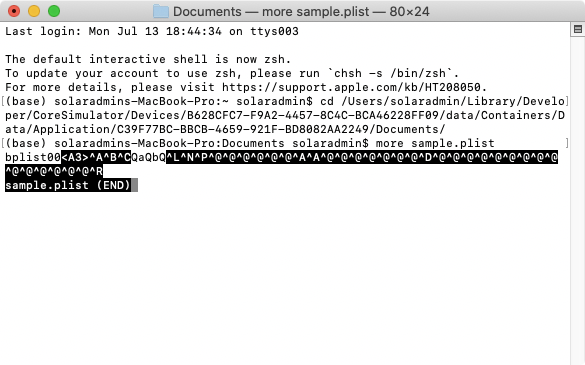 Documents — more sample.plist — 80×24
Last login: Mon Jul 13 18:44:34 on ttys003
The default interactive shell is now zsh.
To update your account to use zsh, please run `chsh -s /bin/zsh`.
For more details, please visit https://support.apple.com/kb/HT208050.
[(base) solaradmins-MacBook-Pro:~ solaradmin$ cd /Users/solaradmin/Library/Develo]
per/CoreSimulator/Devices/B628CFC7-F9A2-4457-8C4C-BCA46228FF09/data/Containers/D
ata/Application/C39F77BC-BBCB-4659-921F-BD8082AA2249/Documents/
[(base) solaradmins-MacBook-Pro:Documents solaradmin$ more sample.plist ]
bplist00<A3>^A^B^CQaQbQ^L^N^P^@^@^@^@^@^@^A^A^@^@^@^@^@^@^@^D^@^@^@^@^@^@^@^@^@
^@^@^@^@^@^@^R
sample.plist (END)